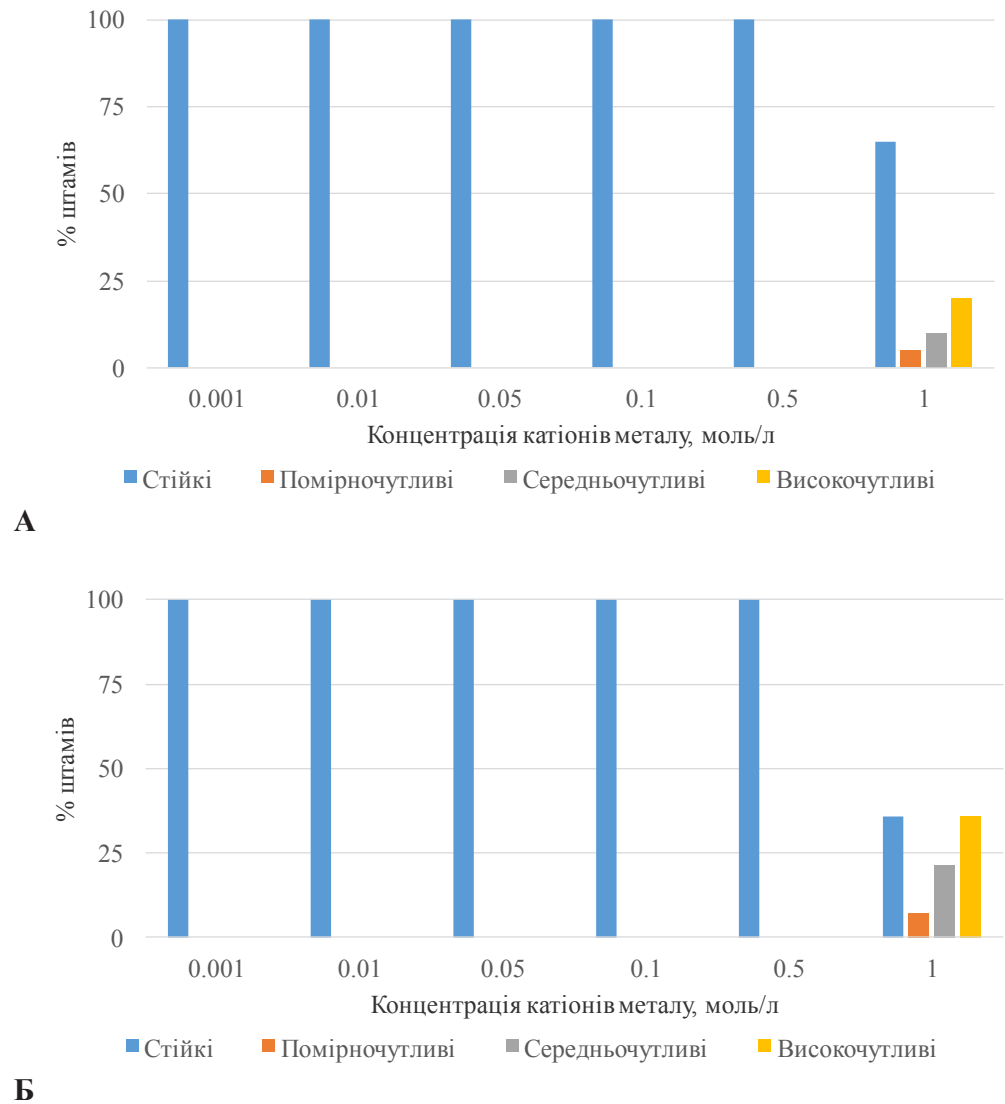 100
75
50
25
0
% штамів
0.001 0.01 0.05 0.1 0.5 1
Концентрація катіонів металу, моль/л
Стійкі Помірночутливі Середньочутливі Високочутливі
А
100
75
50
25
0
% штамів
0.001 0.01 0.05 0.1 0.5 1
Концентрація катіонів металу, моль/л
Стійкі Помірночутливі Середньочутливі Високочутливі
Б